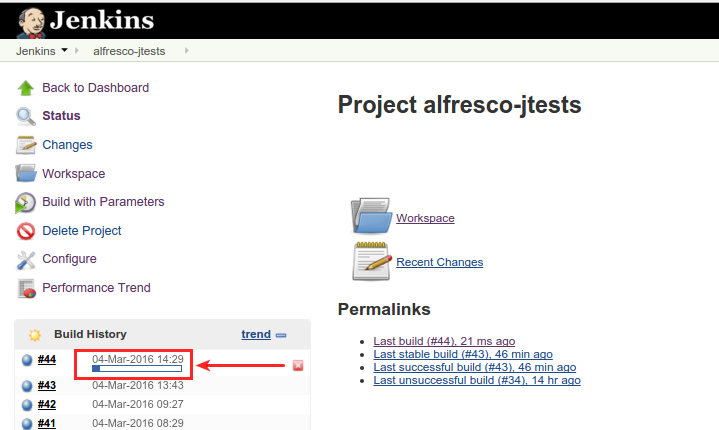 Jenkins
Jenkins alfresco-jtests
Back to Dashboard
Status
Changes
Workspace
Build with Parameters
Delete Project
Configure
Performance Trend
Build History trend
#44 04-Mar-2016 14:29
#43 04-Mar-2016 13:43
#42 04-Mar-2016 09:27
#41 04-Mar-2016 08:29
Project alfresco-jtests
Workspace
Recent Changes
Permalinks
Last build (#44), 21 ms ago
Last stable build (#43), 46 min ago
Last successful build (#43), 46 min ago
Last unsuccessful build (#34), 14 hr ago